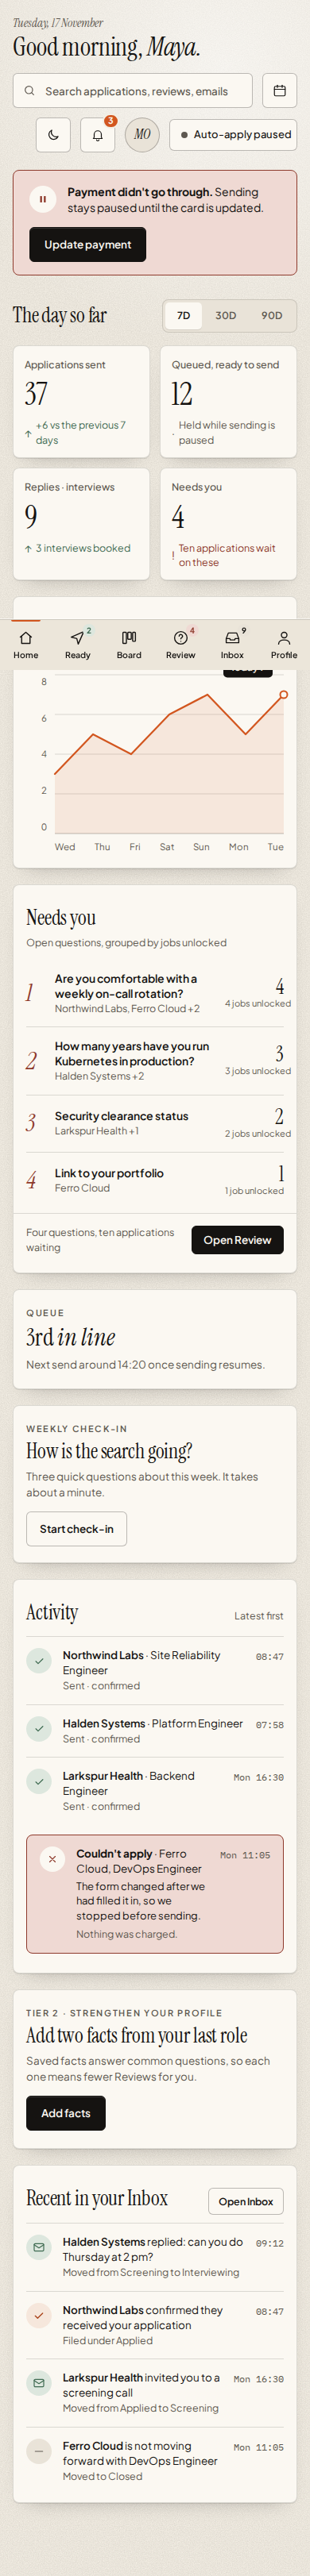 Tuesday, 17 November
Good morning, Maya.
Search applications, reviews, emails
3
MO
Auto-apply paused
Payment didn't go through. Sending
stays paused until the card is updated.
Update payment
The day so far
7D
30D
90D
Applications sent
37
↑ +6 vs the previous 7
days
Queued, ready to send
12
· Held while sending is
paused
Replies · interviews
9
↑ 3 interviews booked
Needs you
4
! Ten applications wait
on these
Home
2
Ready
Board
4
Review
9
Inbox
Profile
8
6
4
2
0
Wed
Thu
Fri
Sat
Sun
Mon
Tue
Needs you
Open questions, grouped by jobs unlocked
1
Are you comfortable with a
weekly on-call rotation?
Northwind Labs, Ferro Cloud +2
4
4 jobs unlocked
2
How many years have you run
Kubernetes in production?
Halden Systems +2
3
3 jobs unlocked
3
Security clearance status
Larkspur Health +1
2
2 jobs unlocked
4
Link to your portfolio
Ferro Cloud
1
1 job unlocked
Four questions, ten applications
waiting
Open Review
QUEUE
3rd in line
Next send around 14:20 once sending resumes.
WEEKLY CHECK-IN
How is the search going?
Three quick questions about this week. It takes
about a minute.
Start check-in
Activity
Latest first
Northwind Labs · Site Reliability
Engineer
Sent · confirmed
08:47
Halden Systems · Platform Engineer
Sent · confirmed
07:58
Larkspur Health · Backend
Engineer
Sent · confirmed
Mon 16:30
Couldn't apply · Ferro
Cloud, DevOps Engineer
The form changed after we
had filled it in, so we
stopped before sending.
Nothing was charged.
Mon 11:05
TIER 2 · STRENGTHEN YOUR PROFILE
Add two facts from your last role
Saved facts answer common questions, so each
one means fewer Reviews for you.
Add facts
Recent in your Inbox
Open Inbox
Halden Systems replied: can you do
Thursday at 2 pm?
Moved from Screening to Interviewing
09:12
Northwind Labs confirmed they
received your application
Filed under Applied
08:47
Larkspur Health invited you to a
screening call
Moved from Applied to Screening
Mon 16:30
Ferro Cloud is not moving
forward with DevOps Engineer
Moved to Closed
Mon 11:05